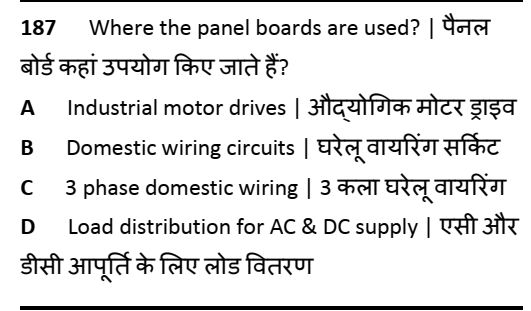 187 Where the panel boards are used? | पैनल
बोर्ड कहां उपयोग किए जाते हैं?
A Industrial motor drives | औद्योगिक मोटर ड्राइव
B Domestic wiring circuits | घरेलू वायरिंग सर्किट
C 3 phase domestic wiring | 3 कला घरेलू वायरिंग
D Load distribution for AC & DC supply | एसी और
डीसी आपूर्ति के लिए लोड वितरण